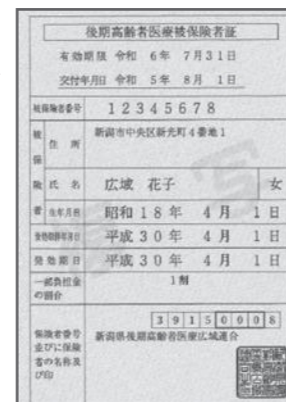 後期高齢者医療被保険者証
有効期限 令和 6年 7月31日
交付年月日 令和 5年 8月 1日
被保険者番号 12345678
被保険者
住所 新潟市中央区新光町4番地1
氏名 広域 花子 女
生年月日 昭和18年 4月 1日
資格取得年月日 平成30年 4月 1日
発効期日 平成30年 4月 1日
一部負担金の割合 1割
保険者番号並びに保険者の名称及び印
39150008
新潟県後期高齢者医療広域連合